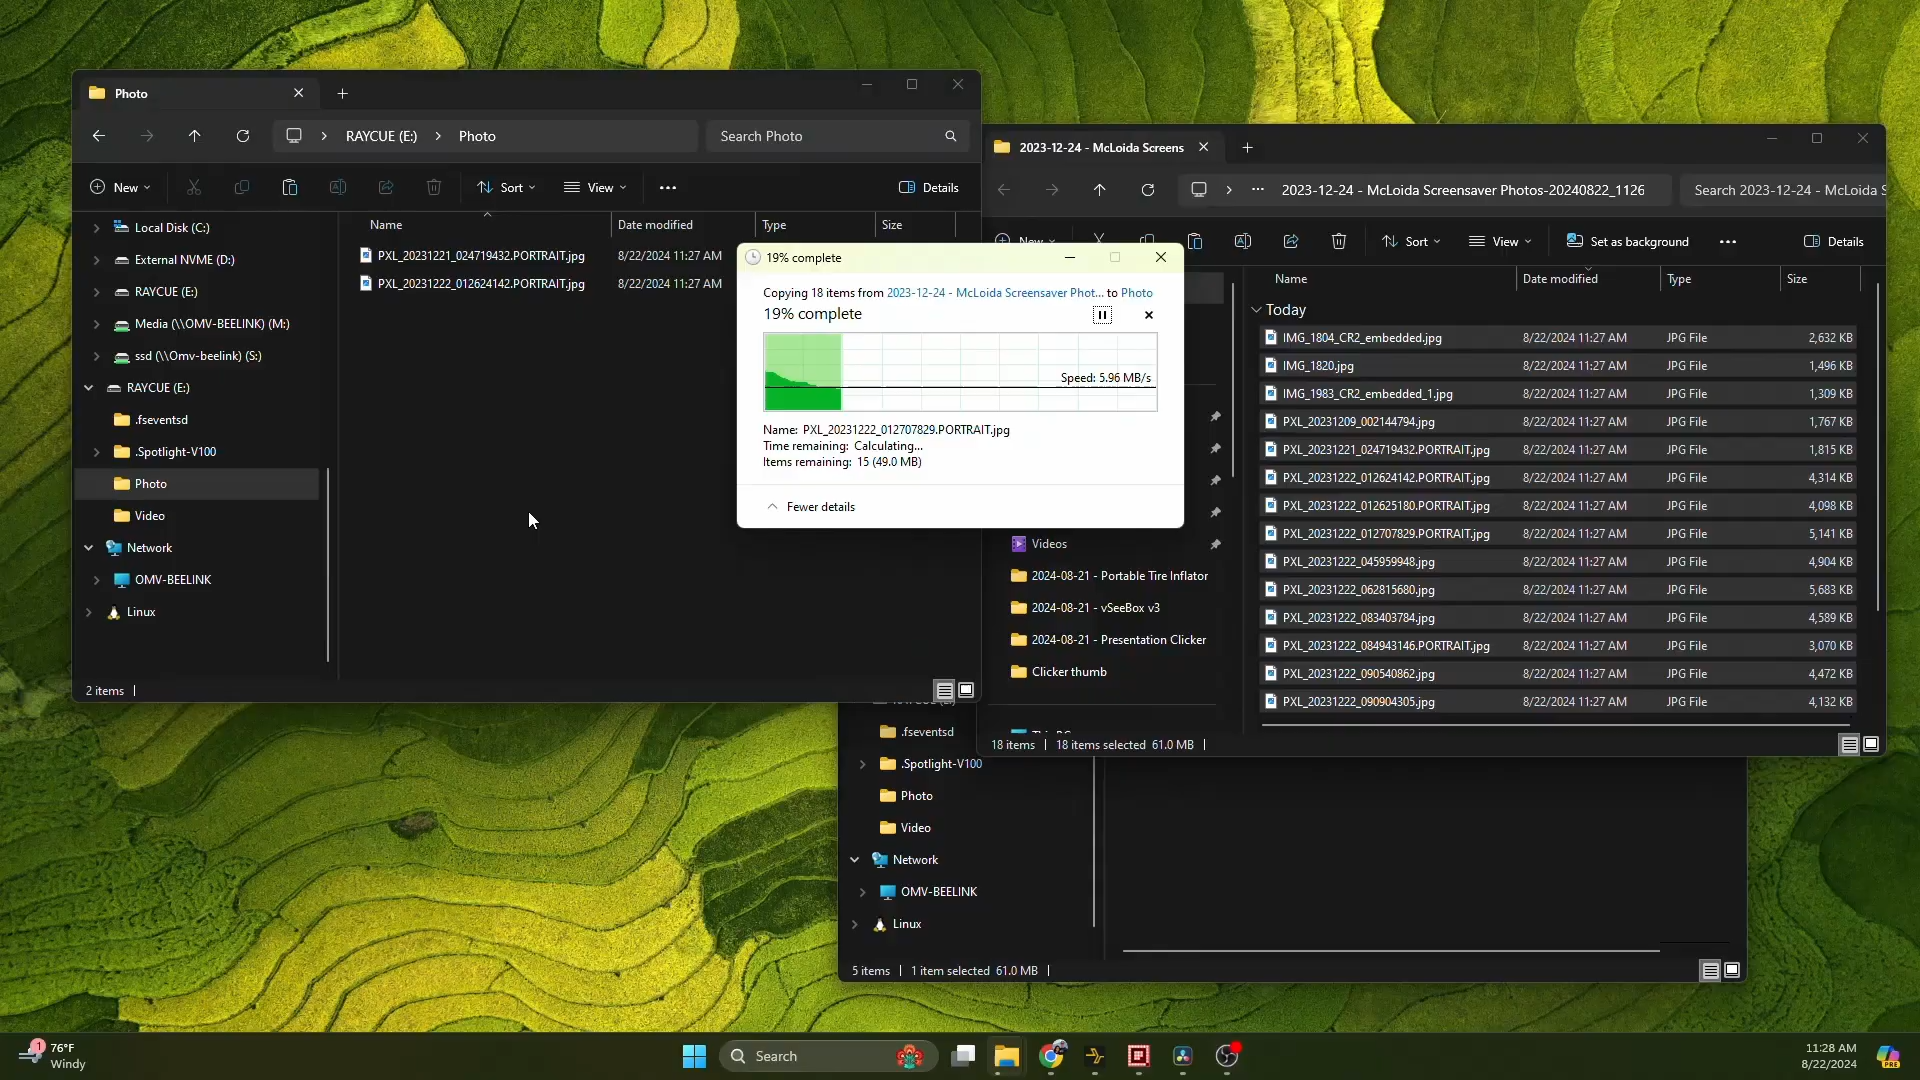 Photo
RAYCUE (E:) Photo
Search Photo
New
Sort
View
Details
Name Date modified Type Size
Local Disk (C:)
External NVME (D:)
RAYCUE (E:)
Media (\\OMV-BEELINK) (M:)
ssd (\\Omv-beelink) (S:)
RAYCUE (E:)
.fseventsd
.Spotlight-V100
Photo
Video
Network
OMV-BEELINK
Linux
PXL_20231221_024719432.PORTRAIT.jpg 8/22/2024 11:27 AM
PXL_20231222_012624142.PORTRAIT.jpg 8/22/2024 11:27 AM
2 items
19% complete
Copying 18 items from 2023-12-24 - McLoida Screensaver Phot... to Photo
19% complete
Speed: 5.96 MB/s
Name: PXL_20231222_012707829.PORTRAIT.jpg
Time remaining: Calculating...
Items remaining: 15 (49.0 MB)
Fewer details
2023-12-24 - McLoida Screens
2023-12-24 - McLoida Screensaver Photos-20240822_1126
Search 2023-12-24 - McLoida S
New
Sort
View
Set as background
Details
Name Date modified Type Size
Today
IMG_1804_CR2_embedded.jpg 8/22/2024 11:27 AM JPG File 2,632 KB
IMG_1820.jpg 8/22/2024 11:27 AM JPG File 1,496 KB
IMG_1983_CR2_embedded_1.jpg 8/22/2024 11:27 AM JPG File 1,309 KB
PXL_20231209_002144794.jpg 8/22/2024 11:27 AM JPG File 1,767 KB
PXL_20231221_024719432.PORTRAIT.jpg 8/22/2024 11:27 AM JPG File 1,815 KB
PXL_20231222_012624142.PORTRAIT.jpg 8/22/2024 11:27 AM JPG File 4,314 KB
PXL_20231222_012625180.PORTRAIT.jpg 8/22/2024 11:27 AM JPG File 4,098 KB
PXL_20231222_012707829.PORTRAIT.jpg 8/22/2024 11:27 AM JPG File 5,141 KB
PXL_20231222_045959948.jpg 8/22/2024 11:27 AM JPG File 4,904 KB
PXL_20231222_062815680.jpg 8/22/2024 11:27 AM JPG File 5,683 KB
PXL_20231222_083403784.jpg 8/22/2024 11:27 AM JPG File 4,589 KB
PXL_20231222_084943146.PORTRAIT.jpg 8/22/2024 11:27 AM JPG File 3,070 KB
PXL_20231222_090540862.jpg 8/22/2024 11:27 AM JPG File 4,472 KB
PXL_20231222_090904305.jpg 8/22/2024 11:27 AM JPG File 4,132 KB
Videos
2024-08-21 - Portable Tire Inflator
2024-08-21 - vSeeBox v3
2024-08-21 - Presentation Clicker
Clicker thumb
18 items 18 items selected 61.0 MB
.fseventsd
.Spotlight-V100
Photo
Video
Network
OMV-BEELINK
Linux
5 items 1 item selected 61.0 MB
1
76°F
Windy
Search
PRE
11:28 AM
8/22/2024